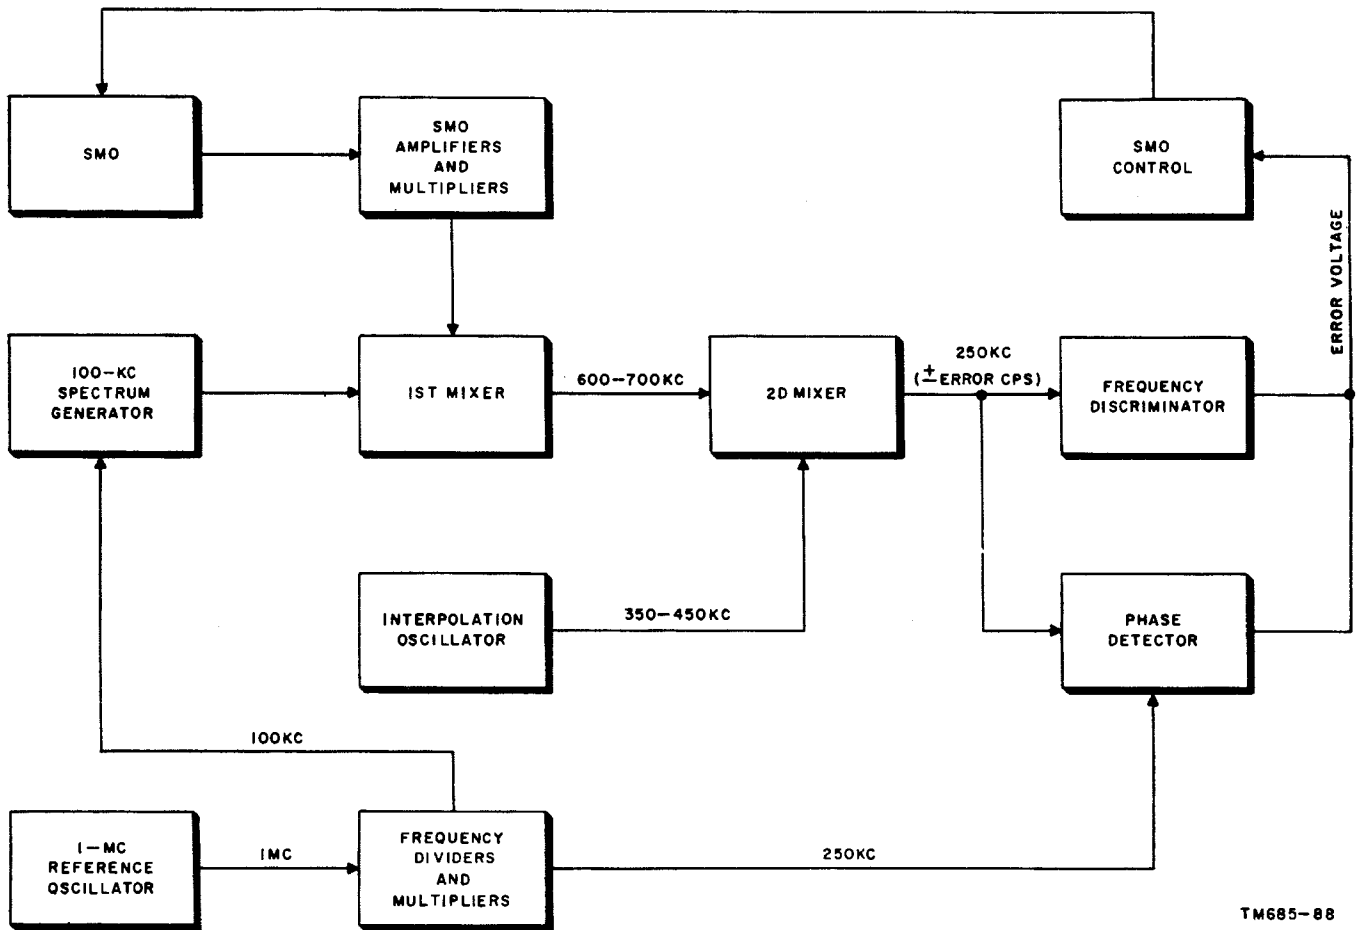 SMO
SMO
AMPLIFIERS
AND
MULTIPLIERS
SMO
CONTROL
ERROR VOLTAGE
100-KC
SPECTRUM
GENERATOR
1ST MIXER
600-700KC
2D MIXER
250KC
(±ERROR CPS)
FREQUENCY
DISCRIMINATOR
INTERPOLATION
OSCILLATOR
350-450KC
PHASE
DETECTOR
100KC
1-MC
REFERENCE
OSCILLATOR
1MC
FREQUENCY
DIVIDERS
AND
MULTIPLIERS
250KC
TM685-88